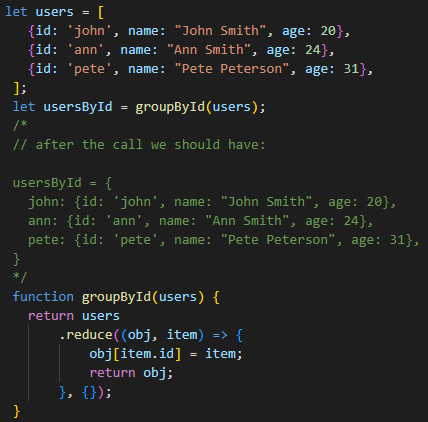 let users = [
  {id: 'john', name: "John Smith", age: 20},
  {id: 'ann', name: "Ann Smith", age: 24},
  {id: 'pete', name: "Pete Peterson", age: 31},
];
let usersById = groupById(users);
/*
// after the call we should have:

usersById = {
  john: {id: 'john', name: "John Smith", age: 20},
  ann: {id: 'ann', name: "Ann Smith", age: 24},
  pete: {id: 'pete', name: "Pete Peterson", age: 31},
}
*/
function groupById(users) {
  return users
      .reduce((obj, item) => {
          obj[item.id] = item;
          return obj;
      }, {});
}